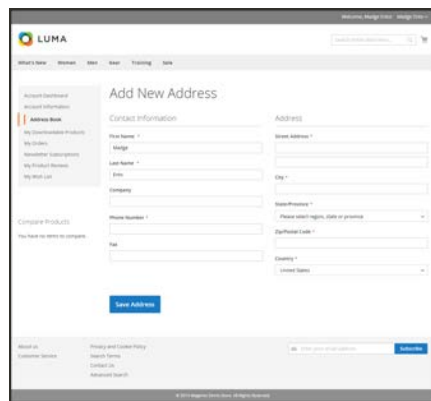 LUMA
What's New Women Men Gear Training Sale
Account Dashboard
Account Information
Address Book
My Downloadable Products
My Orders
Newsletter Subscriptions
My Product Reviews
My Wish List
Compare Products
You have no items to compare.
Add New Address
Contact Information
First Name *
Madge
Last Name *
Company
Phone Number *
Fax
Save Address
Address
Street Address *
City *
State/Province *
Please select region, state or province
Zip/Postal Code *
Country *
United States
About us
Customer Service
Privacy and Cookie Policy
Search Terms
Contact Us
Advanced Search
Enter your email address
Subscribe